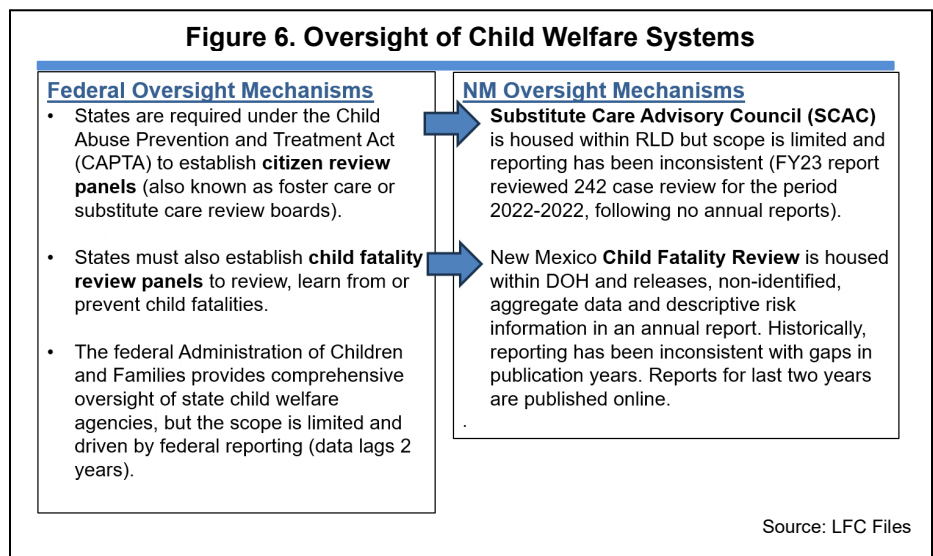 Figure 6. Oversight of Child Welfare Systems
Federal Oversight Mechanisms
• States are required under the Child
Abuse Prevention and Treatment Act
(CAPTA) to establish citizen review
panels (also known as foster care or
substitute care review boards).
• States must also establish child fatality
review panels to review, learn from or
prevent child fatalities.
• The federal Administration of Children
and Families provides comprehensive
oversight of state child welfare
agencies, but the scope is limited and
driven by federal reporting (data lags 2
years).
NM Oversight Mechanisms
Substitute Care Advisory Council (SCAC)
is housed within RLD but scope is limited and
reporting has been inconsistent (FY23 report
reviewed 242 case review for the period
2022-2022, following no annual reports).
New Mexico Child Fatality Review is housed
within DOH and releases, non-identified,
aggregate data and descriptive risk
information in an annual report. Historically,
reporting has been inconsistent with gaps in
publication years. Reports for last two years
are published online.
.
Source: LFC Files